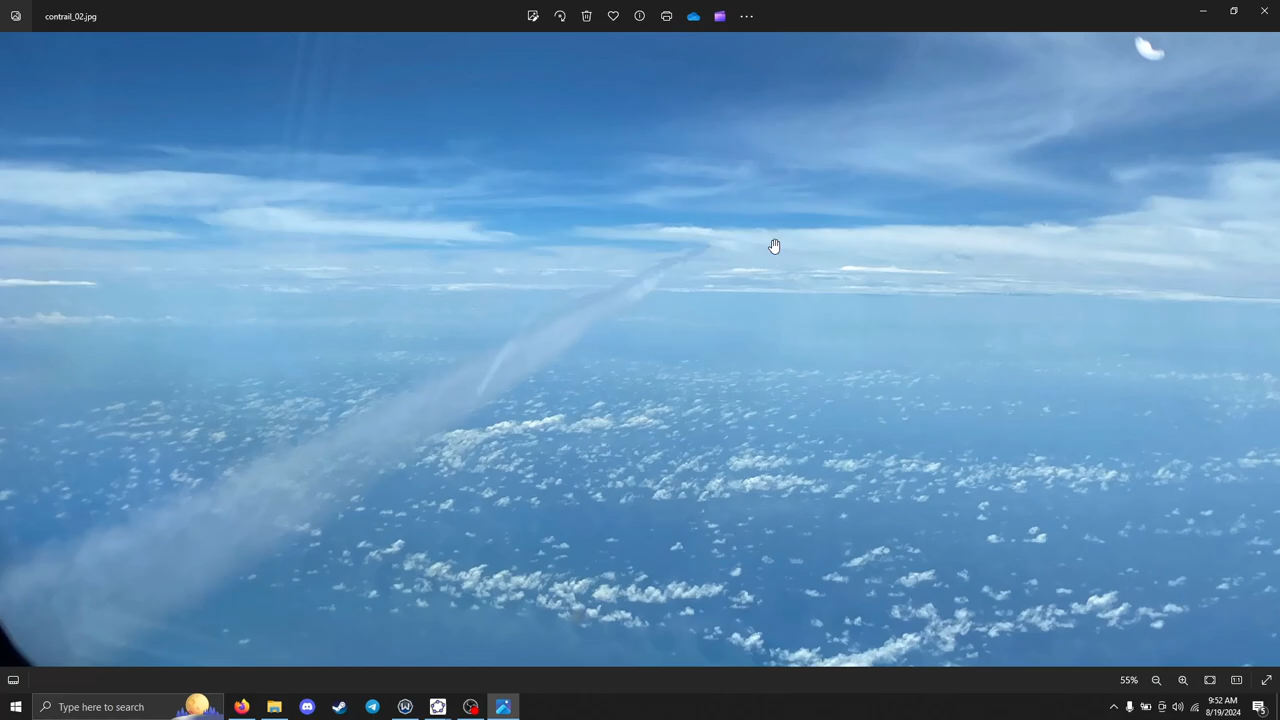 contrail_02.jpg
55%
Type here to search
9:52 AM
8/19/2024